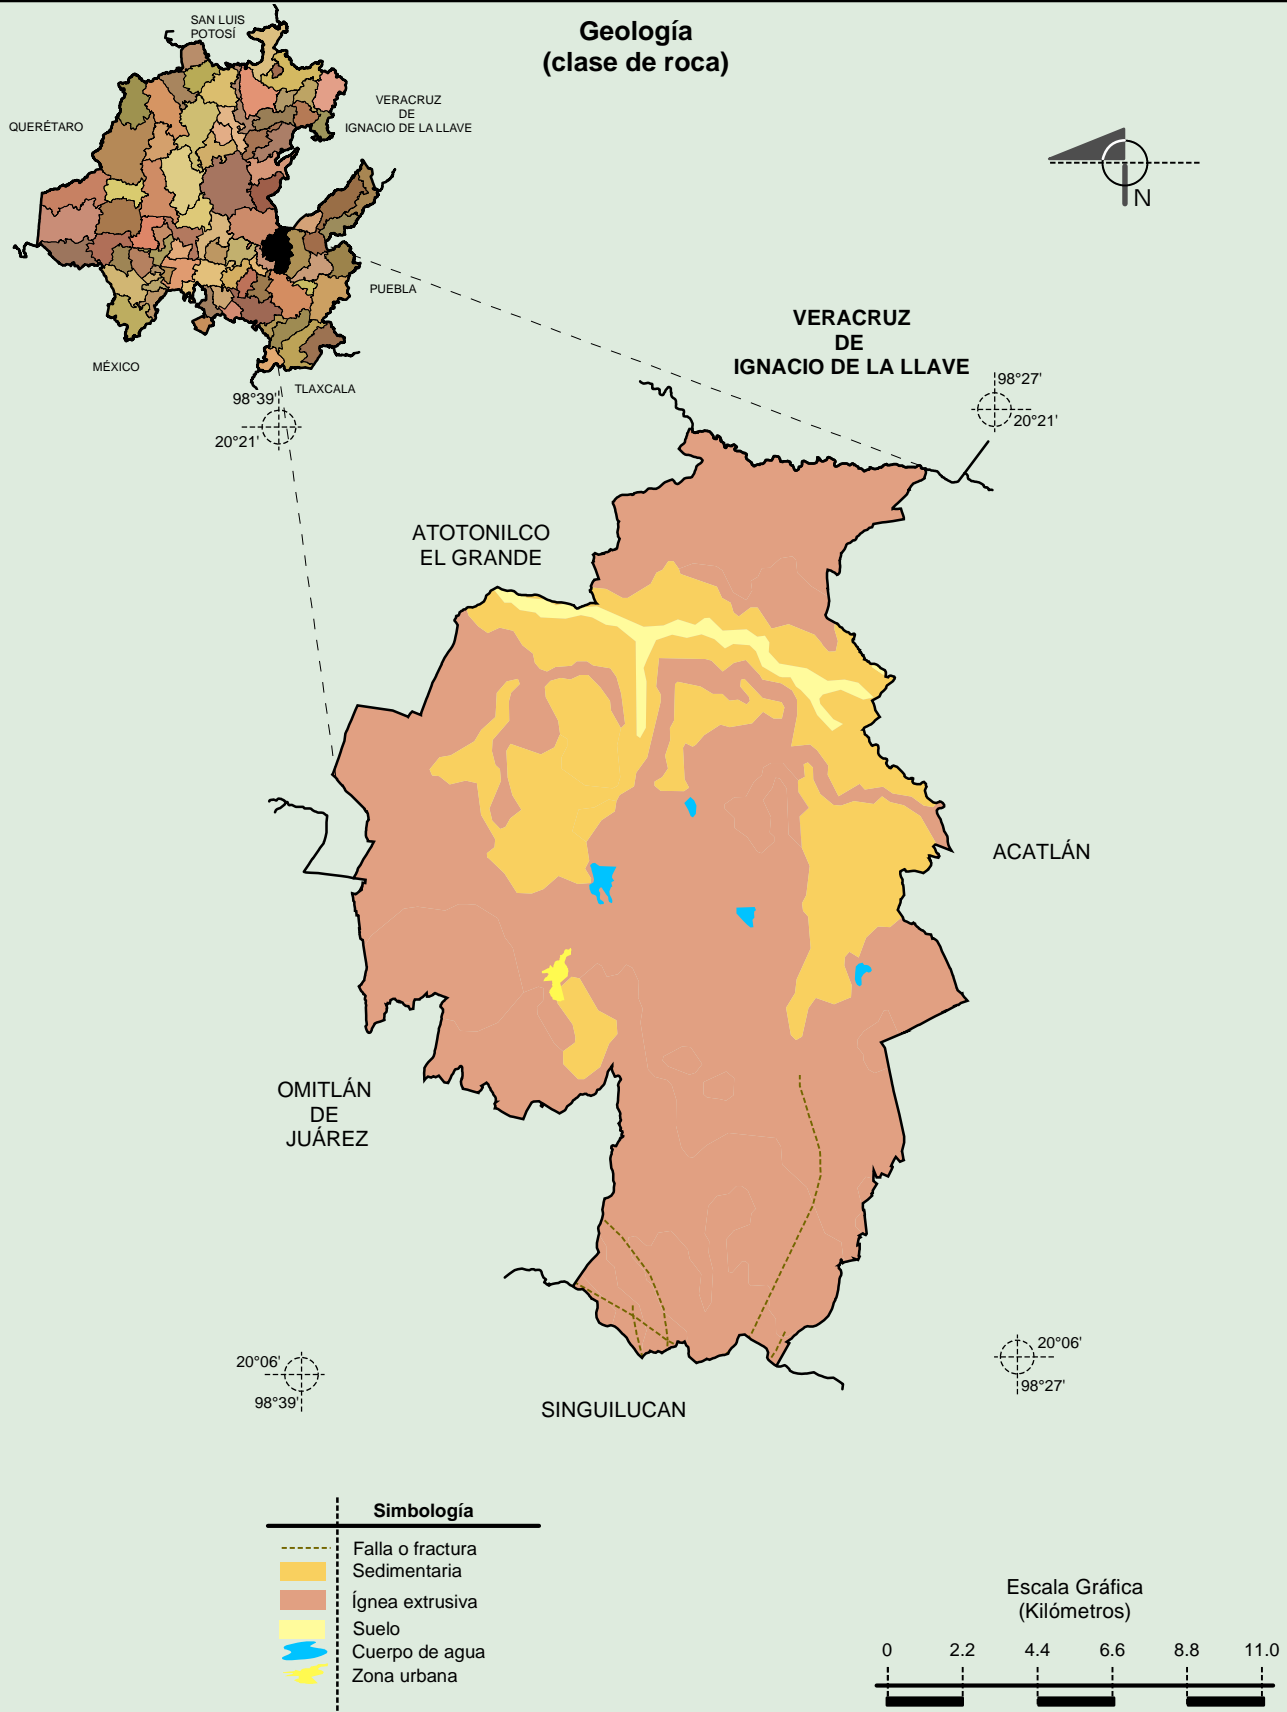 Geología
(clase de roca)
SAN LUIS
POTOSÍ
VERACRUZ
DE
IGNACIO DE LA LLAVE
QUERÉTARO
PUEBLA
MÉXICO
TLAXCALA
N
VERACRUZ
DE
IGNACIO DE LA LLAVE
98°39'
20°21'
98°27'
20°21'
ATOTONILCO
EL GRANDE
ACATLÁN
OMITLÁN
DE
JUÁREZ
20°06'
98°39'
20°06'
98°27'
SINGUILUCAN
Simbología
Falla o fractura
Sedimentaria
Ígnea extrusiva
Suelo
Cuerpo de agua
Zona urbana
Escala Gráfica
(Kilómetros)
0 2.2 4.4 6.6 8.8 11.0